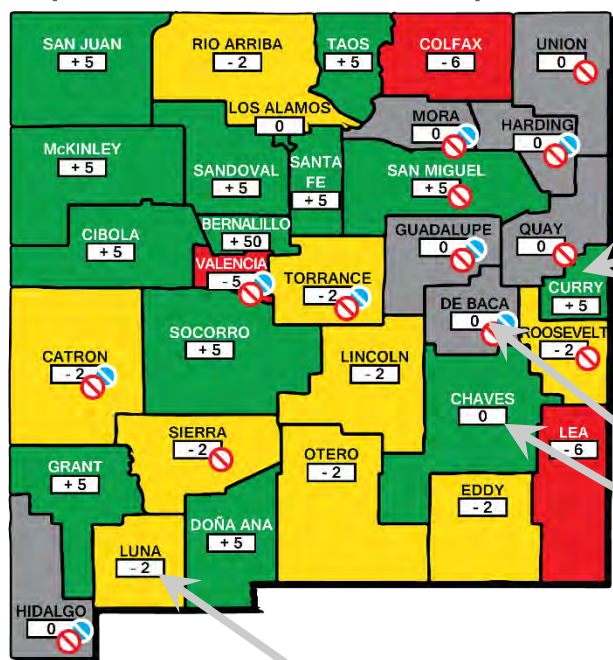 SAN JUAN
+ 5
RIO ARRIBA
- 2
TAOS
+ 5
COLFAX
- 6
UNION
0
LOS ALAMOS
0
MORA
0
HARDING
0
McKINLEY
+ 5
SANDOVAL
+ 5
SANTA
FE
+ 5
SAN MIGUEL
+ 5
CIBOLA
+ 5
BERNALILLO
+ 50
GUADALUPE
0
QUAY
0
VALENCIA
- 5
TORRANCE
- 2
CURRY
+ 5
DE BACA
0
ROOSEVELT
- 2
SOCORRO
+ 5
CATRON
- 2
LINCOLN
- 2
CHAVES
0
SIERRA
- 2
LEA
- 6
OTERO
- 2
GRANT
+ 5
EDDY
- 2
DOÑA ANA
+ 5
LUNA
- 2
HIDALGO
0